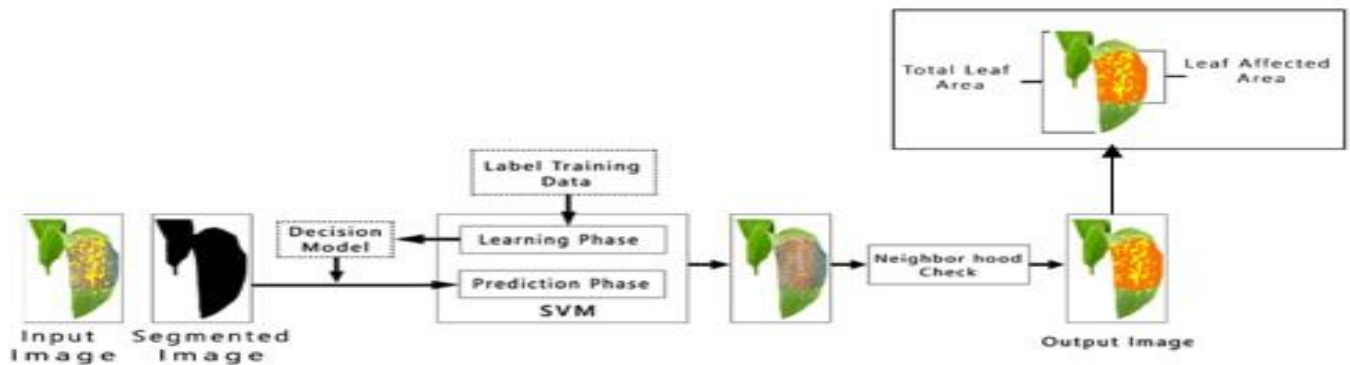 Total Leaf
Area
Leaf Affected
Area
Label Training
Data
Decision
Model
Learning Phase
Prediction Phase
SVM
Neighbor hood
Check
Input
Image
Segmented
Image
Output Image